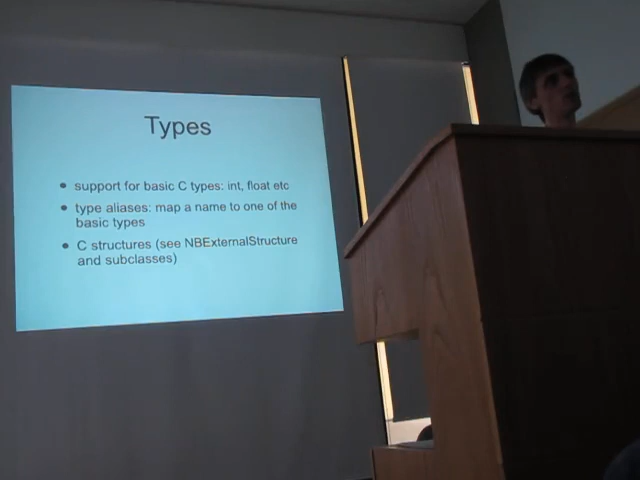 Types
• support for basic C types: int, float etc
• type aliases: map a name to one of the
basic types
• C structures (see NBExternalStructure
and subclasses)